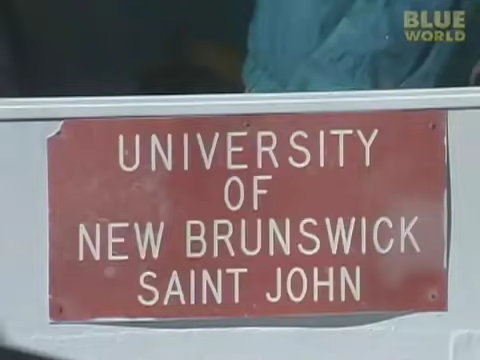 BLUE
WORLD
UNIVERSITY
OF
NEW BRUNSWICK
SAINT JOHN